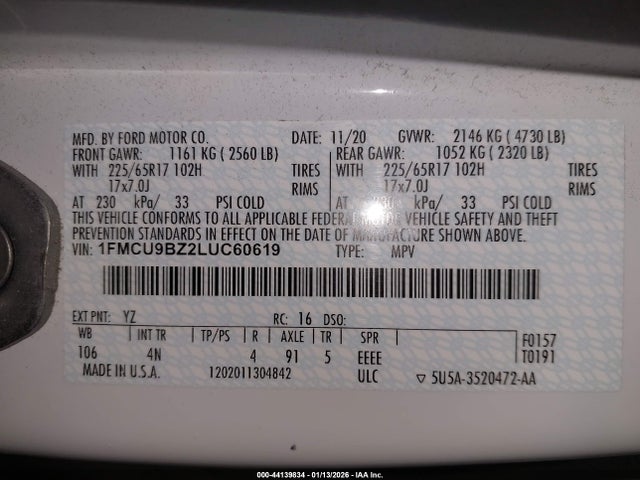 MFD. BY FORD MOTOR CO. DATE: 11/20 GVWR: 2146 KG ( 4730 LB)
FRONT GAWR: 1161 KG ( 2560 LB) REAR GAWR: 1052 KG ( 2320 LB)
WITH 225/65R17 102H TIRES WITH 225/65R17 102H TIRES
17x7.0J RIMS 17x7.0J RIMS
AT 230 kPa/ 33 PSI COLD AT 230 kPa/ 33 PSI COLD
THIS VEHICLE CONFORMS TO ALL APPLICABLE FEDERAL MOTOR VEHICLE SAFETY AND THEFT
PREVENTION STANDARDS IN EFFECT ON THE DATE OF MANUFACTURE SHOWN ABOVE.
VIN: 1FMCU9BZ2LUC60619 TYPE: MPV
EXT PNT: YZ RC: 16 DSO:
WB INT TR TP/PS R AXLE TR SPR F0157
106 4N 4 91 5 EEEE T0191
MADE IN U.S.A. 1202011304842 ULC ▽ 5U5A-3520472-AA
000-44139834 - 01/13/2026 - IAA Inc.